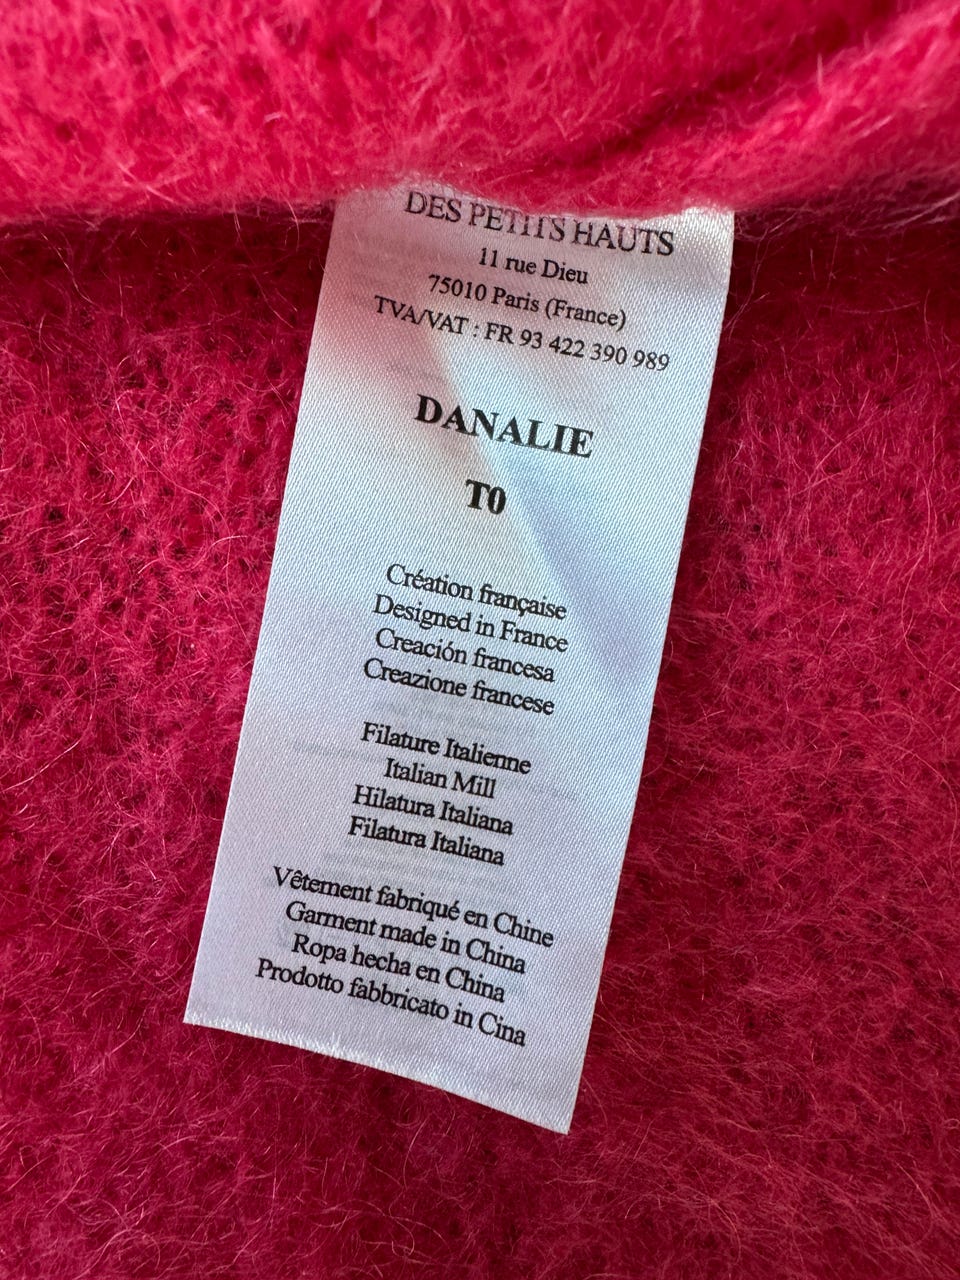 DES PETITS HAUTS
11 rue Dieu
75010 Paris (France)
TVA/VAT : FR 93 422 390 989
DANALIE
T0
Création française
Designed in France
Creación francesa
Creazione francese
Filature Italienne
Italian Mill
Hilatura Italiana
Filatura Italiana
Vêtement fabriqué en Chine
Garment made in China
Ropa hecha en China
Prodotto fabbricato in Cina